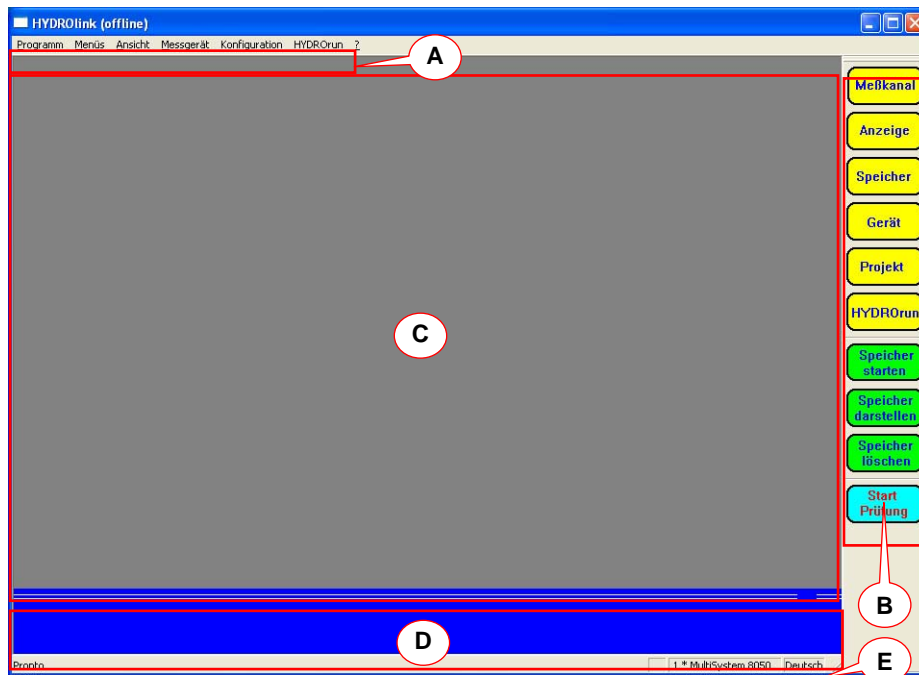 HYDROlink (offline)
Programm Menüs Ansicht Messgerät Konfiguration HYDROrun ?
A
Meßkanal
Anzeige
Speicher
Gerät
Projekt
HYDROrun
C
Speicher
starten
Speicher
darstellen
Speicher
löschen
Start
Prüfung
B
D
Pronto
1 * MultiSystem 8050 Deutsch
E